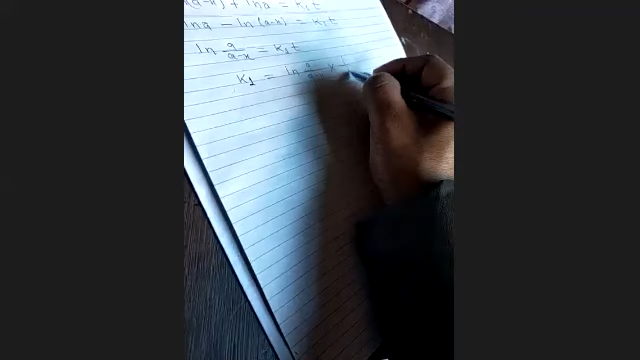 (a-x) + ln a = K₁t
ln a - ln (a-x) = K₁t
ln a/(a-x) = K₁t
K₁ = ln a/(a-x) × 1